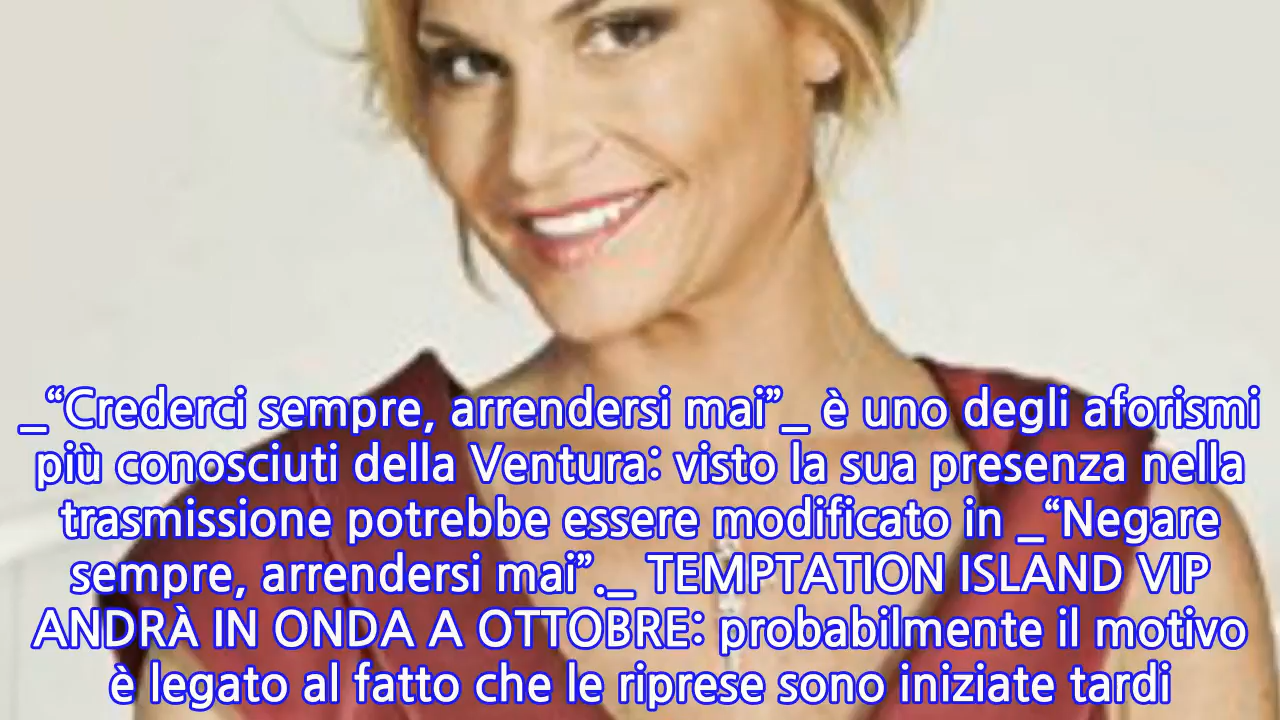 _“Crederci sempre, arrendersi mai”_ è uno degli aforismi
più conosciuti della Ventura: visto la sua presenza nella
trasmissione potrebbe essere modificato in _“Negare
sempre, arrendersi mai”._ TEMPTATION ISLAND VIP
ANDRÀ IN ONDA A OTTOBRE: probabilmente il motivo
è legato al fatto che le riprese sono iniziate tardi